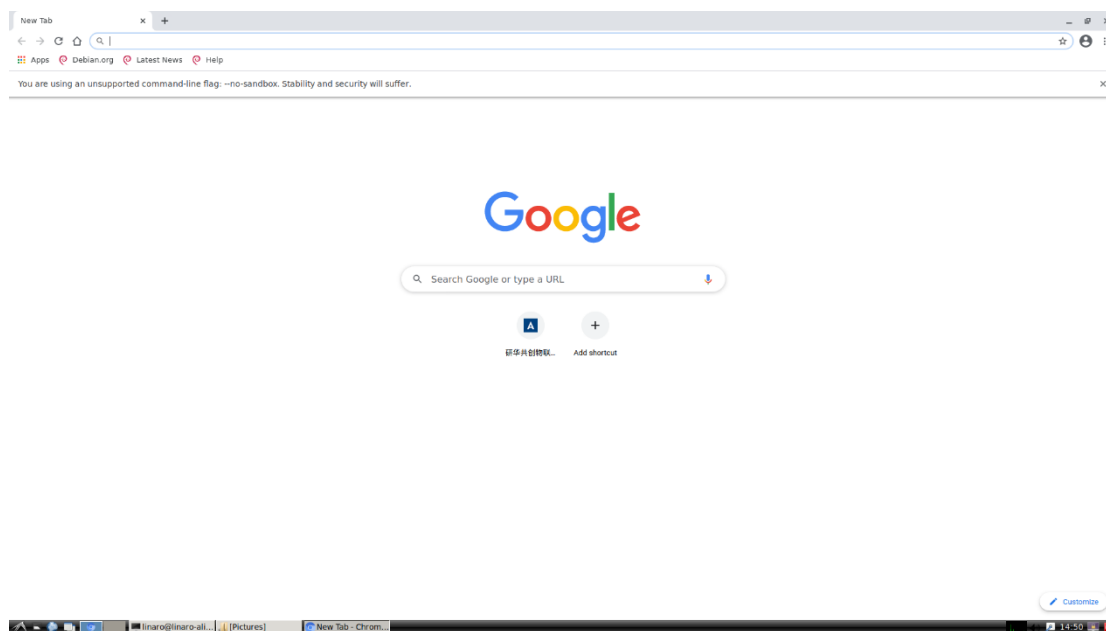 New Tab
Apps Debian.org Latest News Help
You are using an unsupported command-line flag: --no-sandbox. Stability and security will suffer.
Google
Search Google or type a URL
A
研华共创物联... Add shortcut
Customize
linaro@linaro-ali... [Pictures] New Tab - Chrom... 14:50